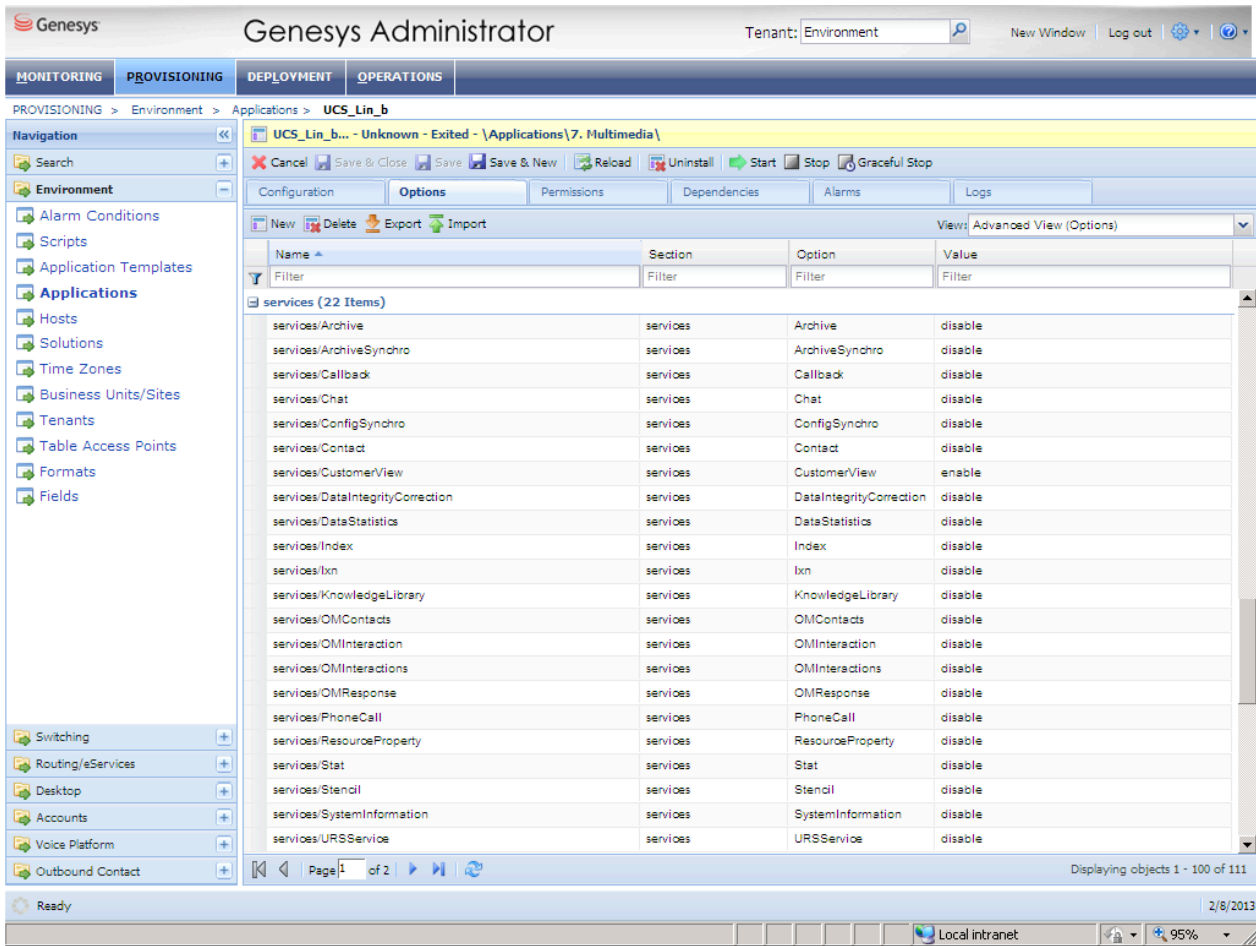 Genesys
Genesys Administrator
Tenant: Environment
New Window
Log out
MONITORING
PROVISIONING
DEPLOYMENT
OPERATIONS
PROVISIONING > Environment > Applications > UCS_Lin_b
Navigation
UCS_Lin_b... - Unknown - Exited - \Applications\7. Multimedia\
Search
Cancel Save & Close Save Save & New Reload Uninstall Start Stop Graceful Stop
Environment
Configuration Options Permissions Dependencies Alarms Logs
Alarm Conditions
Scripts
Application Templates
Applications
Hosts
Solutions
Time Zones
Business Units/Sites
Tenants
Table Access Points
Formats
Fields
Switching
Routing/eServices
Desktop
Accounts
Voice Platform
Outbound Contact
New Delete Export Import
View: Advanced View (Options)
Name Section Option Value
Filter Filter Filter Filter
services (22 Items)
services/Archive services Archive disable
services/ArchiveSynchro services ArchiveSynchro disable
services/Callback services Callback disable
services/Chat services Chat disable
services/ConfigSynchro services ConfigSynchro disable
services/Contact services Contact disable
services/CustomerView services CustomerView enable
services/DataIntegrityCorrection services DataIntegrityCorrection disable
services/DataStatistics services DataStatistics disable
services/Index services Index disable
services/Ixn services Ixn disable
services/KnowledgeLibrary services KnowledgeLibrary disable
services/OMContacts services OMContacts disable
services/OMInteraction services OMInteraction disable
services/OMInteractions services OMInteractions disable
services/OMResponse services OMResponse disable
services/PhoneCall services PhoneCall disable
services/ResourceProperty services ResourceProperty disable
services/Stat services Stat disable
services/Stencil services Stencil disable
services/SystemInformation services SystemInformation disable
services/URSService services URSService disable
Page 1 of 2
Displaying objects 1 - 100 of 111
Ready
2/8/2013
Local intranet
95%